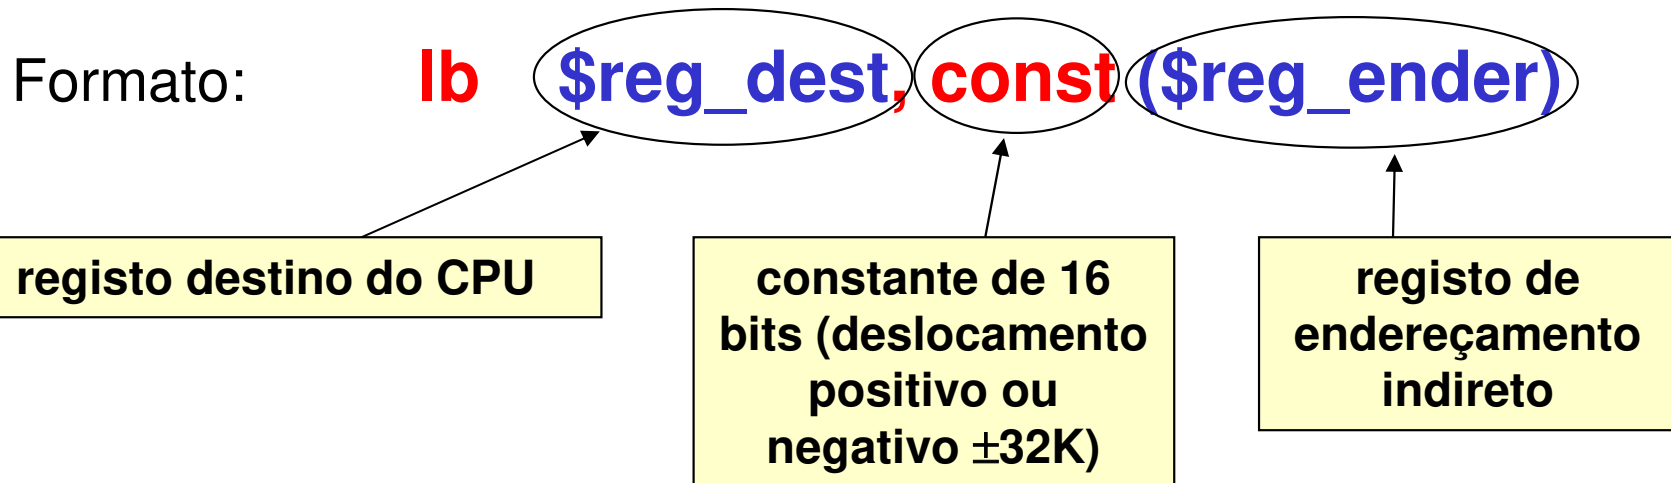 Formato: lb $reg_dest, const ($reg_ender)
registo destino do CPU
constante de 16
bits (deslocamento
positivo ou
negativo ±32K)
registo de
endereçamento
indireto